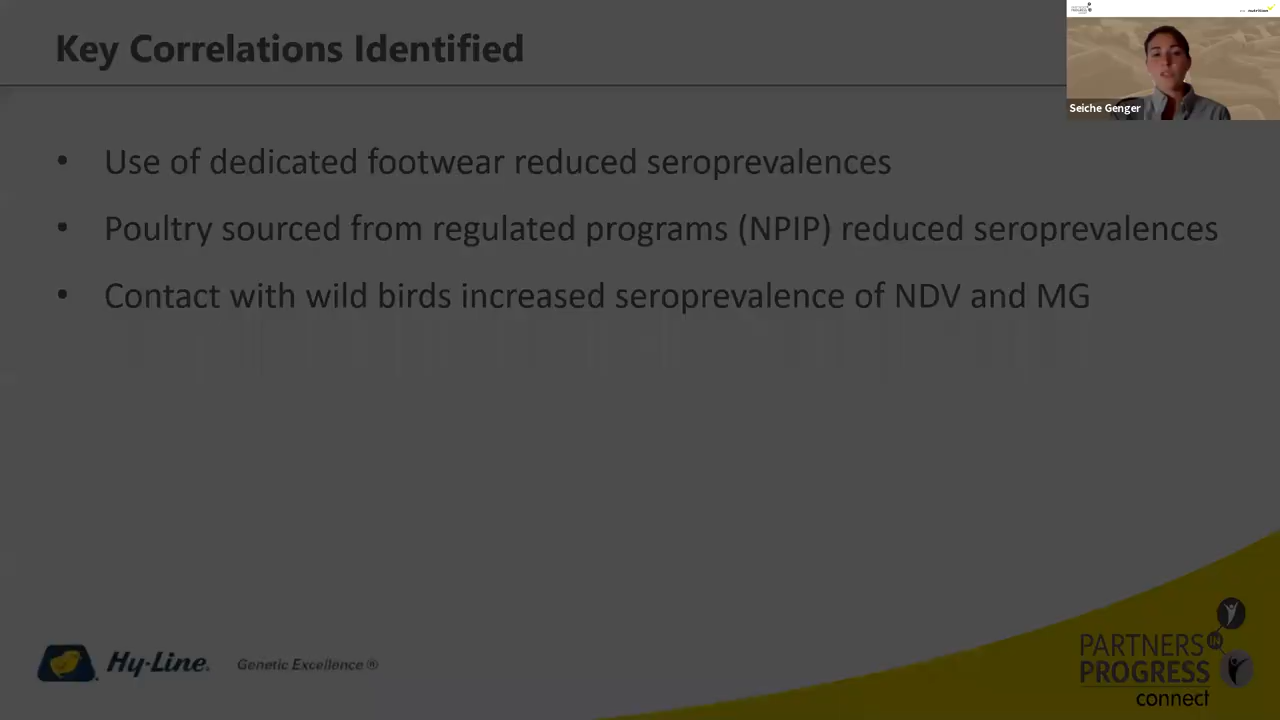 Key Correlations Identified
Seiche Genger
• Use of dedicated footwear reduced seroprevalences
• Poultry sourced from regulated programs (NPIP) reduced seroprevalences
• Contact with wild birds increased seroprevalence of NDV and MG
Hy-Line®
Genetic Excellence ®
PARTNERS IN
PROGRESS
connect